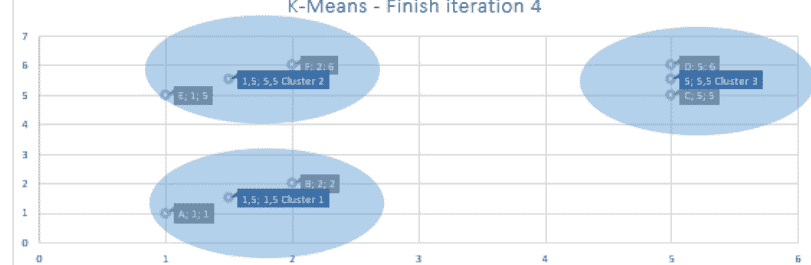 K-Means - Finish iteration 4
7
6
F; 2; 6
D; 5; 6
1,5; 5,5 Cluster 2
5; 5,5 Cluster 3
5
E; 1; 5
C; 5; 5
4
3
2
B; 2; 2
1,5; 1,5 Cluster 1
1
A; 1; 1
0
0 1 2 3 4 5 6